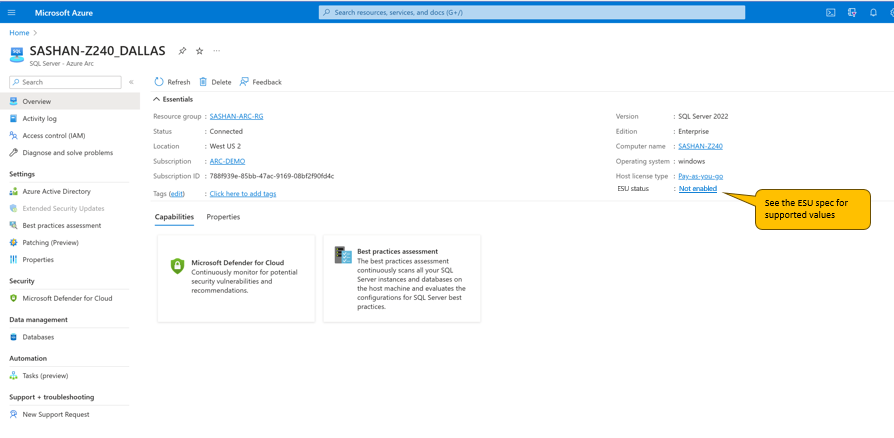 Microsoft Azure
Search resources, services, and docs (G+/)
Home >
SQL
SASHAN-Z240_DALLAS
SQL Server - Azure Arc
Search
«
Overview
Activity log
Access control (IAM)
Diagnose and solve problems
Settings
Azure Active Directory
Extended Security Updates
Best practices assessment
Patching (Preview)
Properties
Security
Microsoft Defender for Cloud
Data management
Databases
Automation
Tasks (preview)
Support + troubleshooting
New Support Request
Refresh Delete Feedback
Essentials
Resource group : SASHAN-ARC-RG
Status : Connected
Location : West US 2
Subscription : ARC-DEMO
Subscription ID : 788f939e-85bb-47ac-9169-08bf2f90fd4c
Tags (edit) : Click here to add tags
Version : SQL Server 2022
Edition : Enterprise
Computer name : SASHAN-Z240
Operating system : windows
Host license type : Pay-as-you-go
ESU status : Not enabled
See the ESU spec for
supported values
Capabilities Properties
Microsoft Defender for Cloud
Continuously monitor for potential
security vulnerabilities and
recommendations.
Best practices assessment
The best practices assessment
continuously scans all your SQL
Server instances and databases on
the host machine and evaluates the
configurations for SQL Server best
practices.